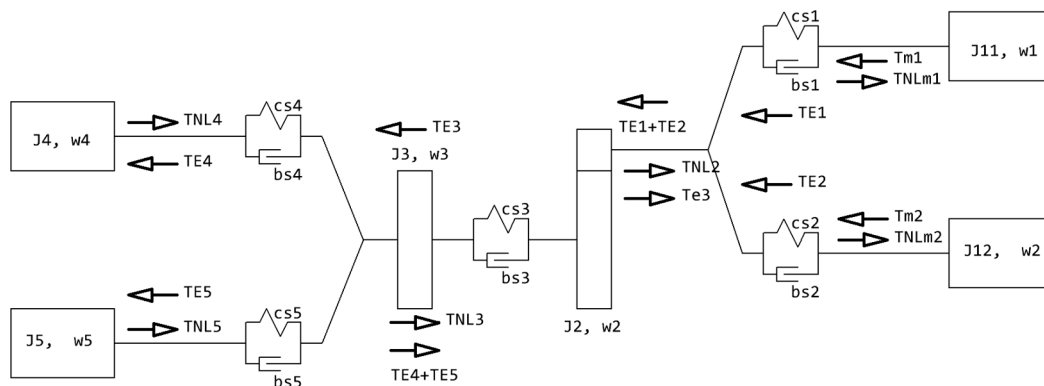 cs1
Tm1
J11, w1
TNLm1
bs1
cs4
TNL4
TE3
TE1+TE2
TE1
J4, w4
TE4
J3, w3
bs4
TNL2
TE2
Te3
cs3
cs2
Tm2
TNLm2
J12, w2
bs3
bs2
TE5
cs5
TNL3
TNL5
J2, w2
J5, w5
TE4+TE5
bs5